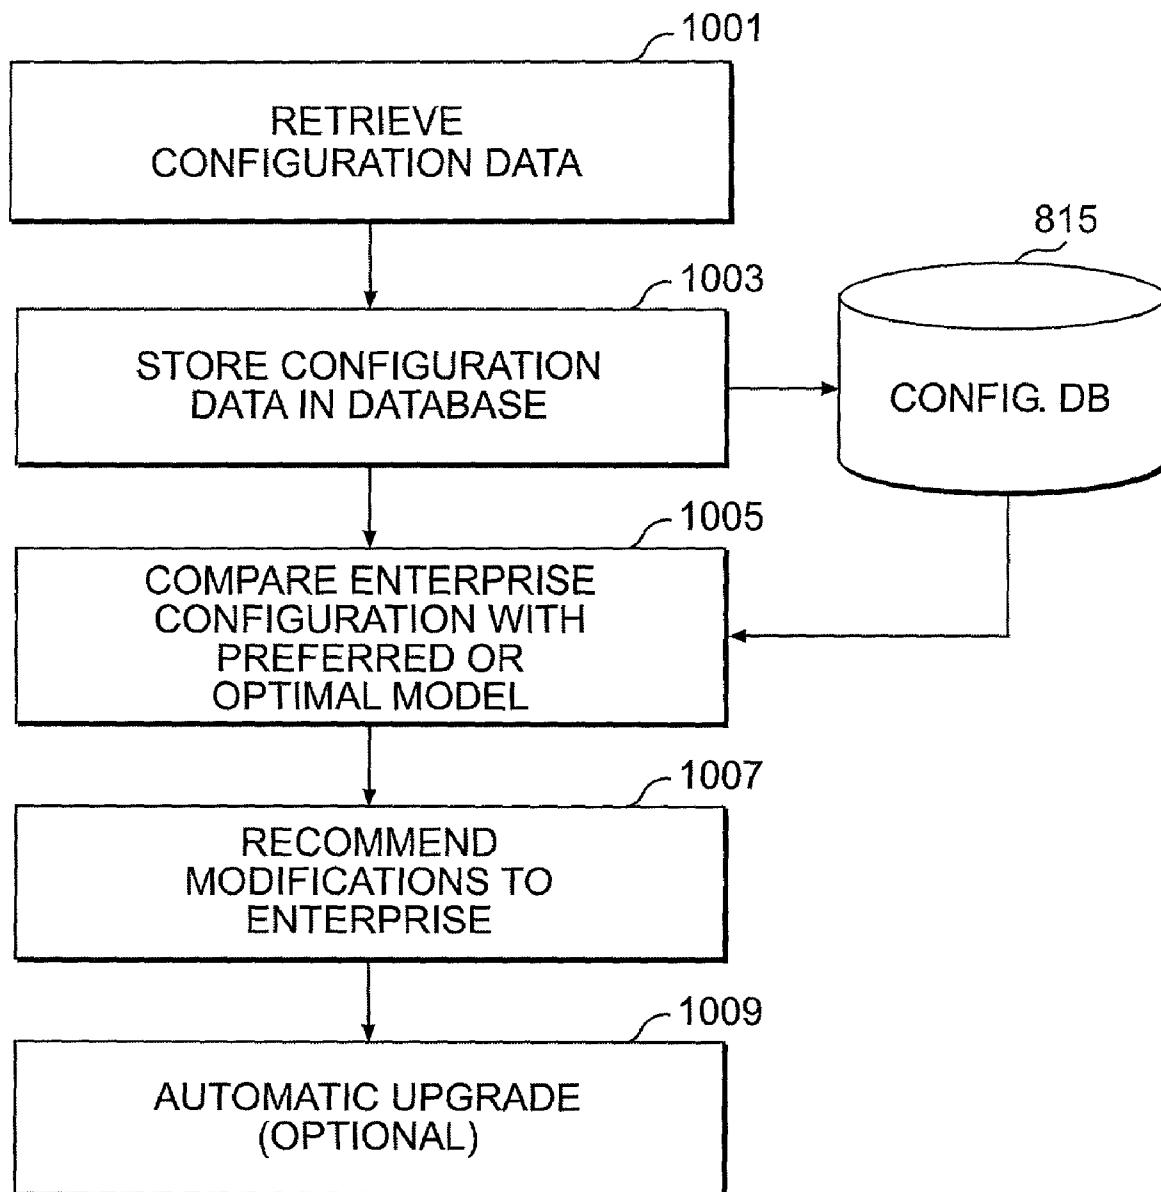 1001
RETRIEVE
CONFIGURATION DATA
815
1003
STORE CONFIGURATION
DATA IN DATABASE
CONFIG. DB
1005
COMPARE ENTERPRISE
CONFIGURATION WITH
PREFERRED OR
OPTIMAL MODEL
1007
RECOMMEND
MODIFICATIONS TO
ENTERPRISE
1009
AUTOMATIC UPGRADE
(OPTIONAL)